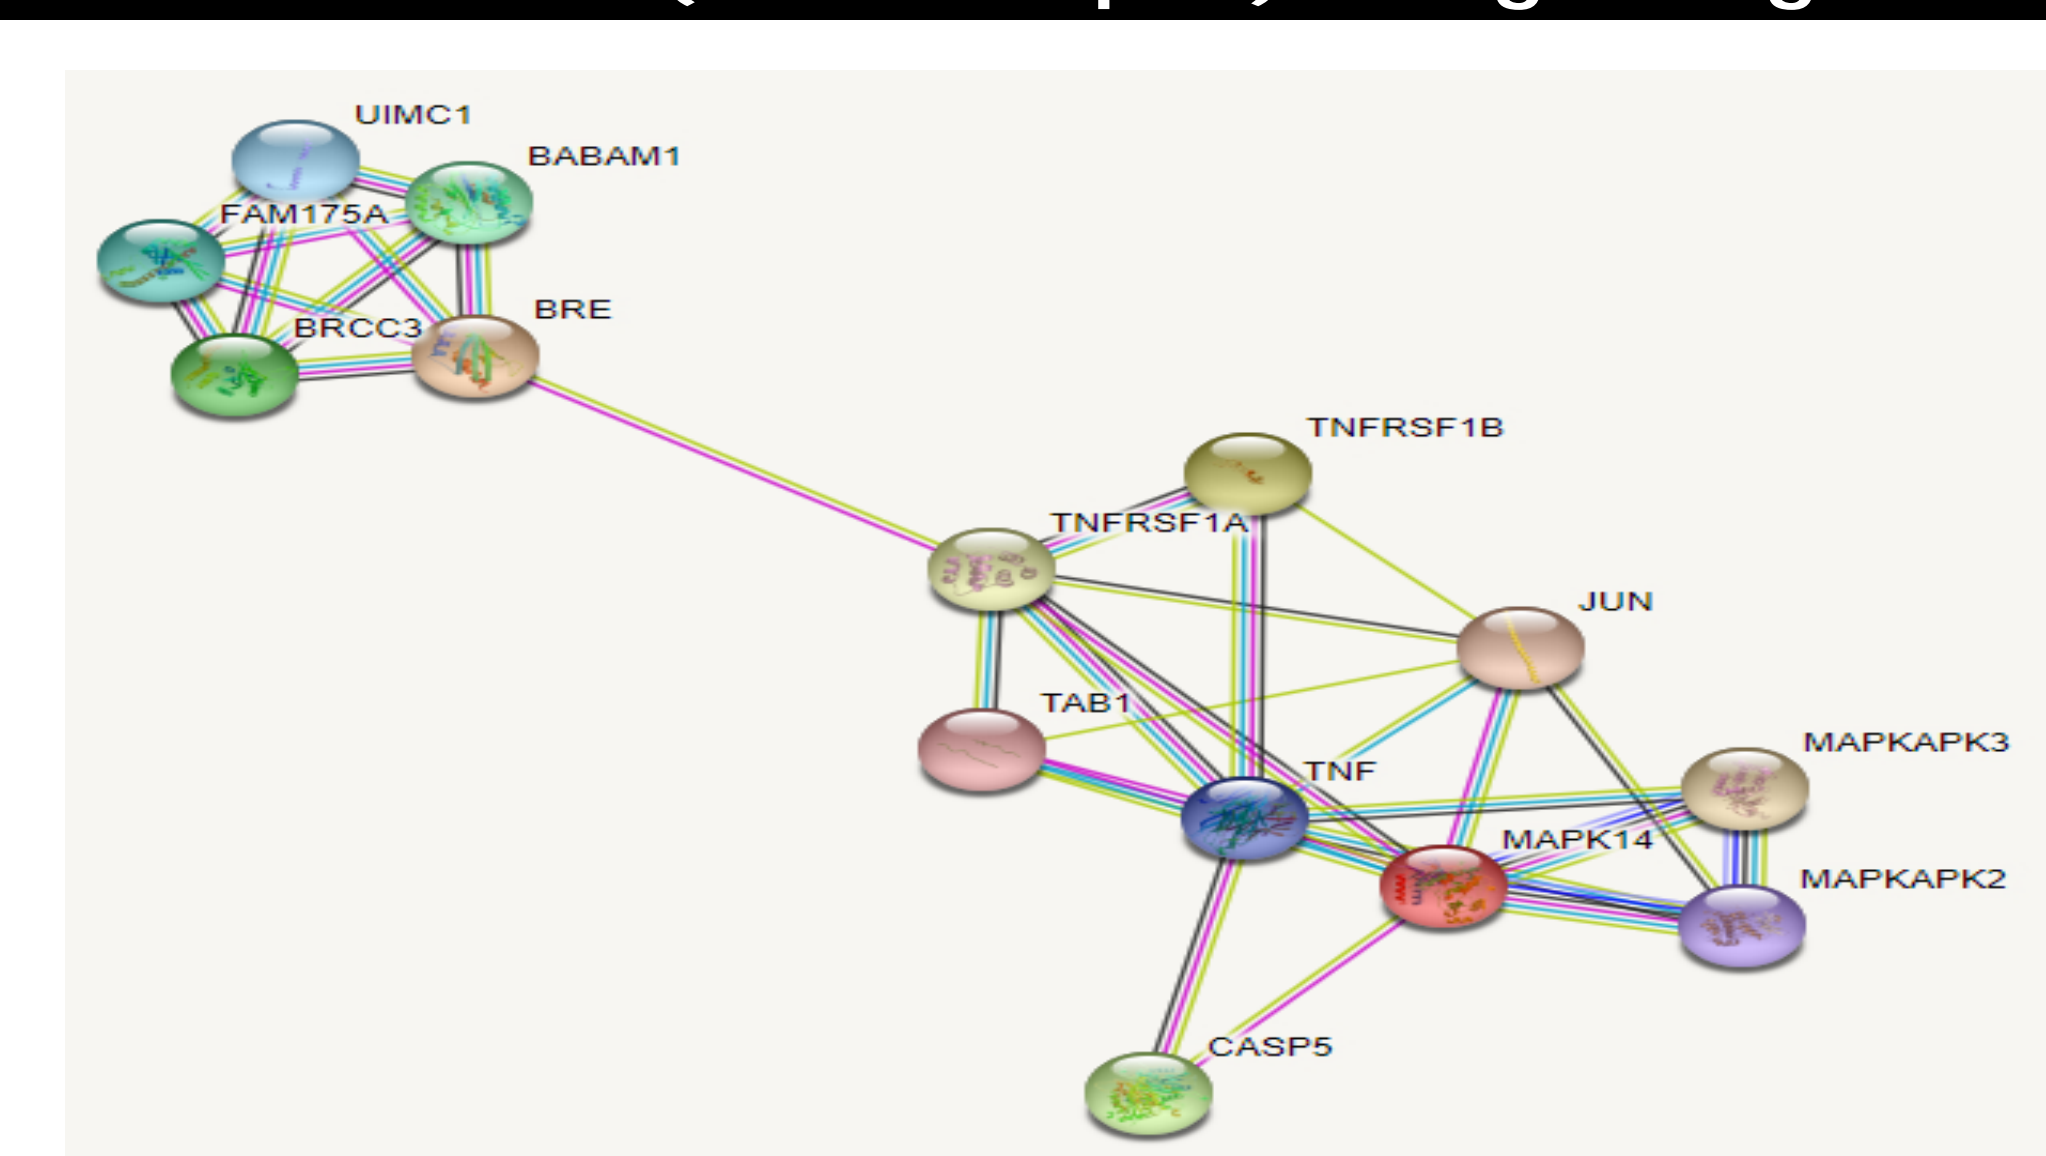 UIMC1
BABAM1
FAM175A
BRE
BRCC3
TNFRSF1B
TNFRSF1A
JUN
TAB1
MAPKAPK3
TNF
MAPK14
MAPKAPK2
CASP5